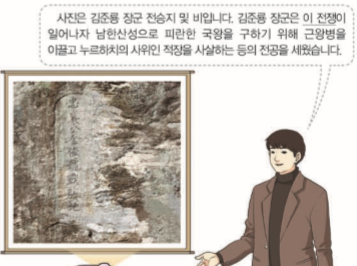 사진은 김준룡 장군 전승지 및 비입니다. 김준룡 장군은 이 전쟁이
일어나자 남한산성으로 피란한 국왕을 구하기 위해 근왕병을
이끌고 누르하치의 사위인 적장을 사살하는 등의 전공을 세웠습니다.